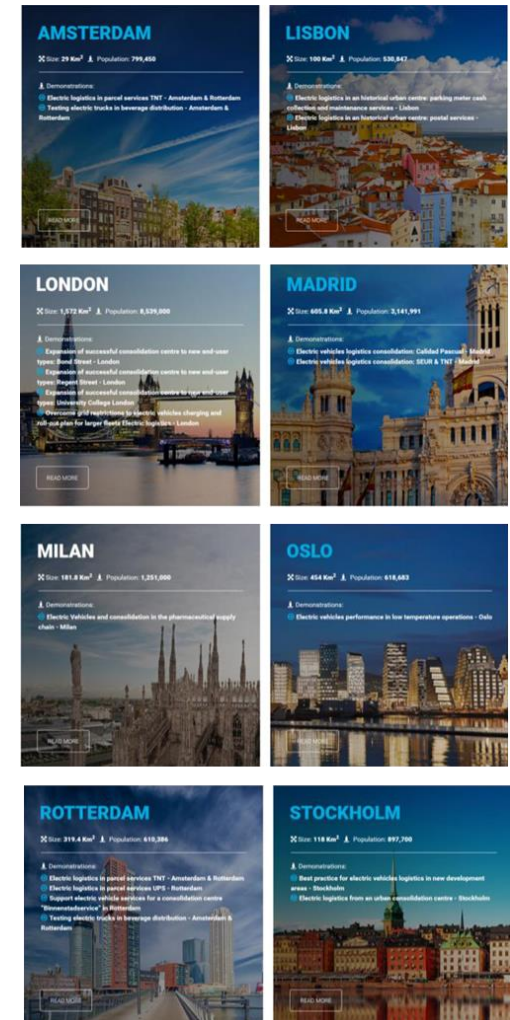 AMSTERDAM
Size: 29 Km² Population: 799,450
Demonstrations:
Electric logistics in parcel services TNT - Amsterdam & Rotterdam
Testing electric trucks in beverage distribution - Amsterdam &
Rotterdam
READ MORE
LISBON
Size: 100 Km² Population: 530,847
Demonstrations:
Electric logistics in an historical urban centre: parking meter cash
collection and maintenance services - Lisbon
Electric logistics in an historical urban centre: postal services -
Lisbon
READ MORE
LONDON
Size: 1,572 Km² Population: 8,539,000
Demonstrations:
Expansion of successful consolidation centre to new end-user
types: Bond Street - London
Expansion of successful consolidation centre to new end-user
types: Regent Street - London
Expansion of successful consolidation centre to new end-user
types: University College London
Overcome grid restrictions to electric vehicles charging and
roll-out plan for larger fleets Electric logistics - London
READ MORE
MADRID
Size: 605.8 Km² Population: 3,141,991
Demonstrations:
Electric vehicles logistics consolidation: Calidad Pascual - Madrid
Electric vehicles logistics consolidation: SEUR & TNT - Madrid
READ MORE
MILAN
Size: 181.8 Km² Population: 1,251,000
Demonstrations:
Electric Vehicles and consolidation in the pharmaceutical supply
chain - Milan
READ MORE
OSLO
Size: 454 Km² Population: 618,683
Demonstrations:
Electric vehicles performance in low temperature operations - Oslo
READ MORE
ROTTERDAM
Size: 319.4 Km² Population: 610,386
Demonstrations:
Electric logistics in parcel services TNT - Amsterdam & Rotterdam
Electric logistics in parcel services UPS - Rotterdam
Support electric vehicle services for a consolidation centre
"Binnenstadservice" in Rotterdam
Testing electric trucks in beverage distribution - Amsterdam &
Rotterdam
READ MORE
STOCKHOLM
Size: 118 Km² Population: 897,700
Demonstrations:
Best practice for electric vehicles logistics in new development
areas - Stockholm
Electric logistics from an urban consolidation centre - Stockholm
READ MORE